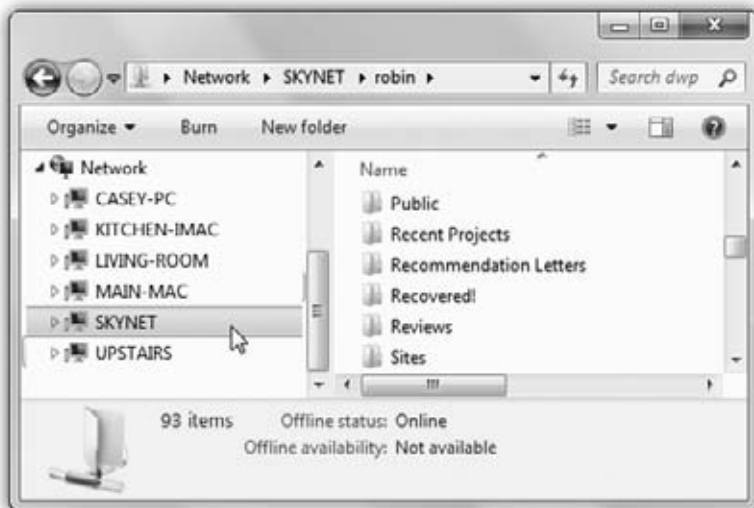 Network ▸ SKYNET ▸ robin ▸
Search dwp
Organize
Burn
New folder
Network
CASEY-PC
KITCHEN-IMAC
LIVING-ROOM
MAIN-MAC
SKYNET
UPSTAIRS
Name
Public
Recent Projects
Recommendation Letters
Recovered!
Reviews
Sites
93 items
Offline status: Online
Offline availability: Not available